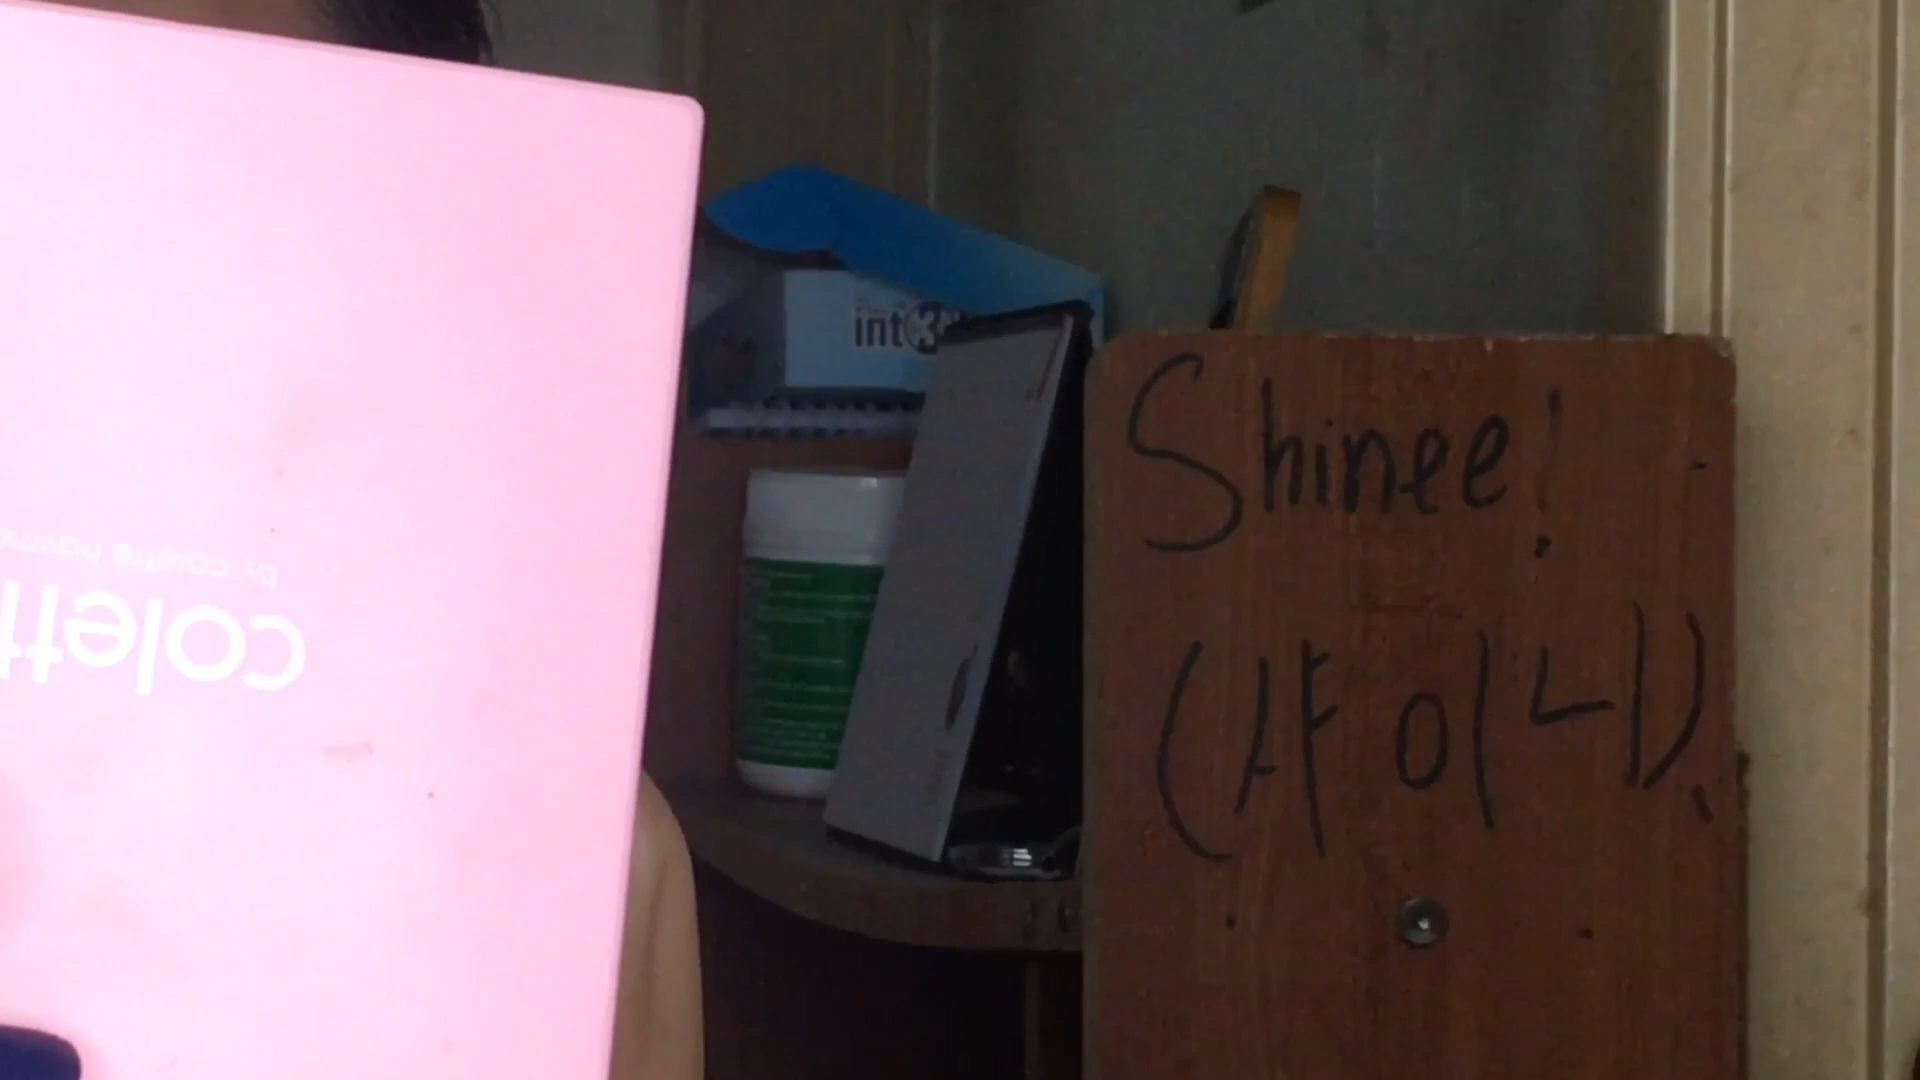 by colette hayma
colett
int
Shinee!
(샤이니)